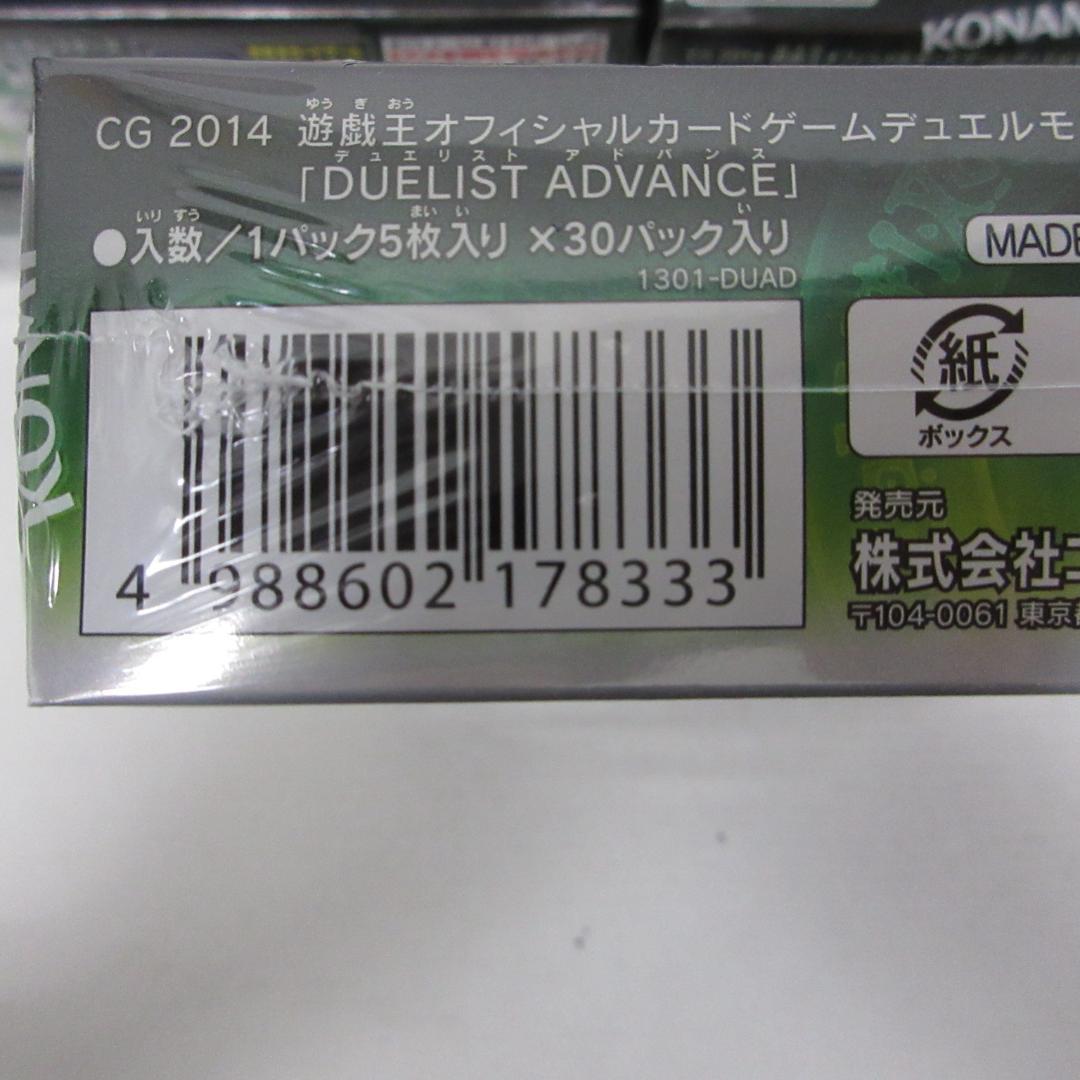 KONAM
ゆう ぎ おう
CG 2014 遊戯王オフィシャルカードゲームデュエルモ
デュエリスト アドバンス
「DUELIST ADVANCE」
いり すう まい い い
●入数/1パック5枚入り ×30パック入り
1301-DUAD
MADE
紙
ボックス
4 988602 178333
発売元
株式会社コ
〒104-0061 東京都